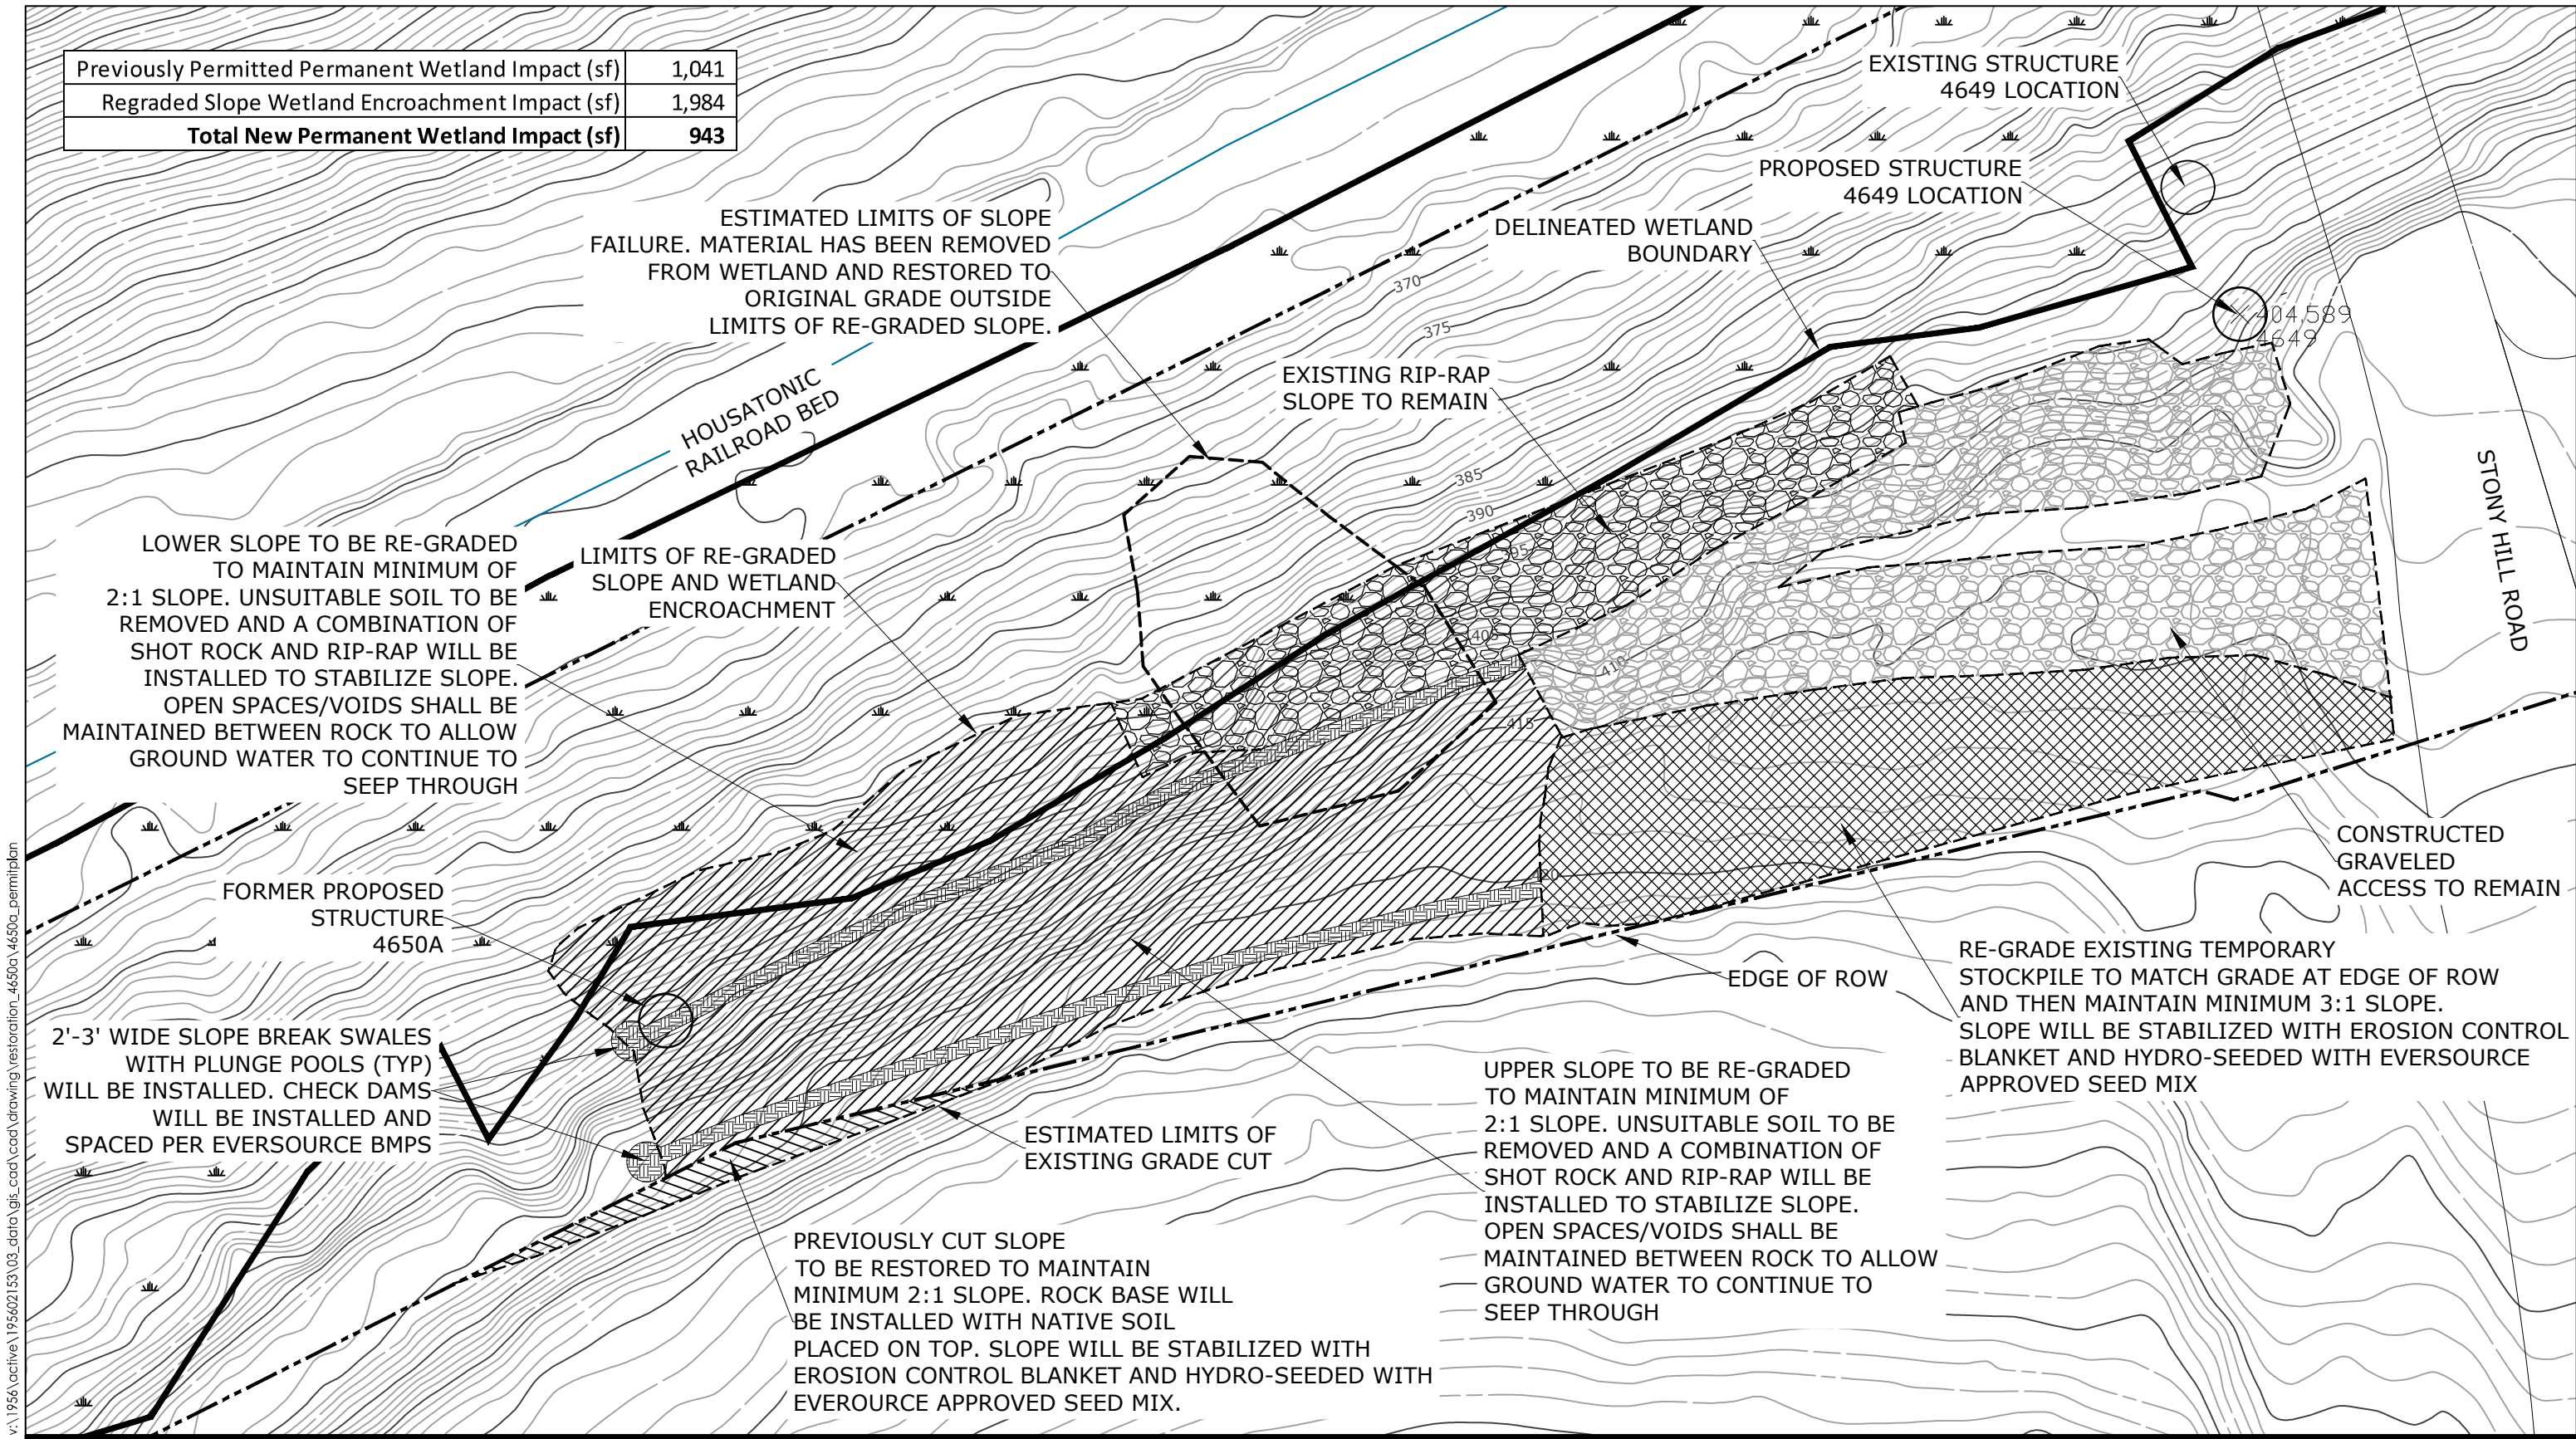 Previously Permitted Permanent Wetland Impact (sf) 1,041
Regraded Slope Wetland Encroachment Impact (sf) 1,984
Total New Permanent Wetland Impact (sf) 943
EXISTING STRUCTURE
4649 LOCATION
PROPOSED STRUCTURE
4649 LOCATION
DELINEATED WETLAND
BOUNDARY
ESTIMATED LIMITS OF SLOPE
FAILURE. MATERIAL HAS BEEN REMOVED
FROM WETLAND AND RESTORED TO
ORIGINAL GRADE OUTSIDE
LIMITS OF RE-GRADED SLOPE.
370
375
404.589
4649
EXISTING RIP-RAP
SLOPE TO REMAIN
HOUSATONIC
RAILROAD BED
385
390
STONY HILL ROAD
LOWER SLOPE TO BE RE-GRADED
TO MAINTAIN MINIMUM OF
2:1 SLOPE. UNSUITABLE SOIL TO BE
REMOVED AND A COMBINATION OF
SHOT ROCK AND RIP-RAP WILL BE
INSTALLED TO STABILIZE SLOPE.
OPEN SPACES/VOIDS SHALL BE
MAINTAINED BETWEEN ROCK TO ALLOW
GROUND WATER TO CONTINUE TO
SEEP THROUGH
LIMITS OF RE-GRADED
SLOPE AND WETLAND
ENCROACHMENT
410
415
FORMER PROPOSED
STRUCTURE
4650A
CONSTRUCTED
GRAVELED
ACCESS TO REMAIN
EDGE OF ROW
RE-GRADE EXISTING TEMPORARY
STOCKPILE TO MATCH GRADE AT EDGE OF ROW
AND THEN MAINTAIN MINIMUM 3:1 SLOPE.
SLOPE WILL BE STABILIZED WITH EROSION CONTROL
BLANKET AND HYDRO-SEEDED WITH EVERSOURCE
APPROVED SEED MIX
2'-3' WIDE SLOPE BREAK SWALES
WITH PLUNGE POOLS (TYP)
WILL BE INSTALLED. CHECK DAMS
WILL BE INSTALLED AND
SPACED PER EVERSOURCE BMPS
ESTIMATED LIMITS OF
EXISTING GRADE CUT
UPPER SLOPE TO BE RE-GRADED
TO MAINTAIN MINIMUM OF
2:1 SLOPE. UNSUITABLE SOIL TO BE
REMOVED AND A COMBINATION OF
SHOT ROCK AND RIP-RAP WILL BE
INSTALLED TO STABILIZE SLOPE.
OPEN SPACES/VOIDS SHALL BE
MAINTAINED BETWEEN ROCK TO ALLOW
GROUND WATER TO CONTINUE TO
SEEP THROUGH
PREVIOUSLY CUT SLOPE
TO BE RESTORED TO MAINTAIN
MINIMUM 2:1 SLOPE. ROCK BASE WILL
BE INSTALLED WITH NATIVE SOIL
PLACED ON TOP. SLOPE WILL BE STABILIZED WITH
EROSION CONTROL BLANKET AND HYDRO-SEEDED WITH
EVEROURCE APPROVED SEED MIX.
v:\1956\active\195602153\03_data\gis_cad\cad\drawing\restoration_4650a\4650a_permitplan